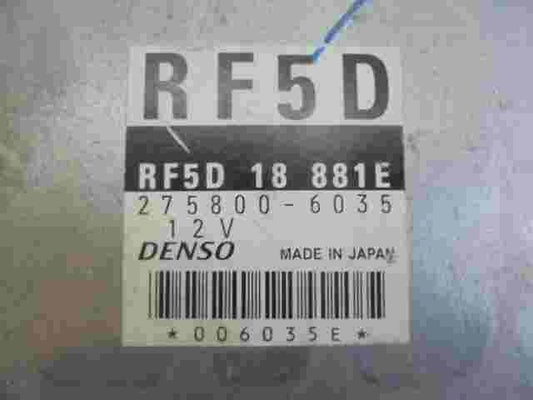 RF5D
RF5D 18 881E
275800-6035
12V
DENSO MADE IN JAPAN
*006035E*